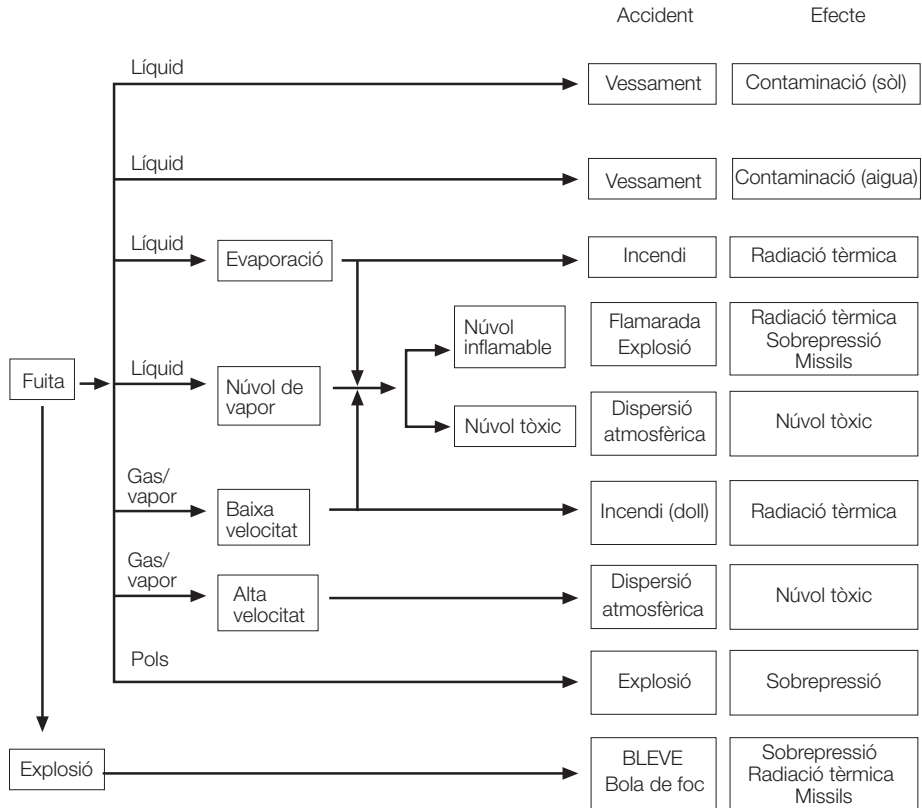 Accident
Efecte
Líquid
Vessament
Contaminació (sòl)
Líquid
Vessament
Contaminació (aigua)
Líquid
Evaporació
Incendi
Radiació tèrmica
Núvol
inflamable
Flamarada
Explosió
Radiació tèrmica
Sobrepressió
Missils
Fuita
Líquid
Núvol de
vapor
Núvol tòxic
Dispersió
atmosfèrica
Núvol tòxic
Gas/
vapor
Baixa
velocitat
Incendi (doll)
Radiació tèrmica
Gas/
vapor
Alta
velocitat
Dispersió
atmosfèrica
Núvol tòxic
Pols
Explosió
Sobrepressió
Explosió
BLEVE
Bola de foc
Sobrepressió
Radiació tèrmica
Missils